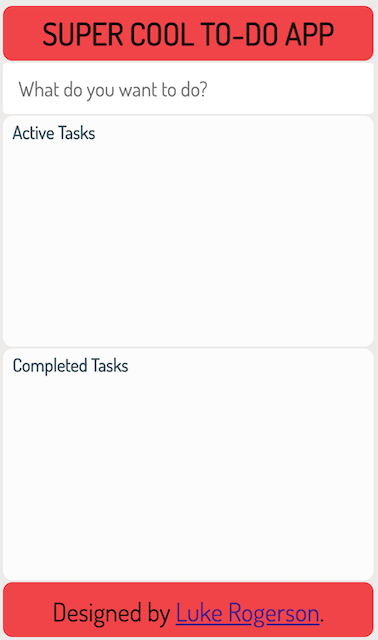 SUPER COOL TO-DO APP
What do you want to do?
Active Tasks
Completed Tasks
Designed by Luke Rogerson.